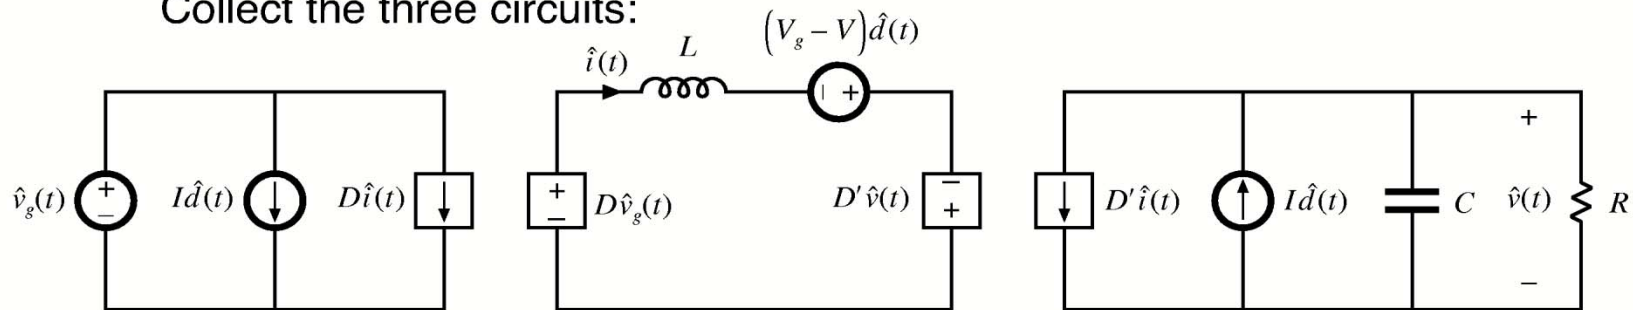 Collect the three circuits:
î(t)
L
(V_g – V)d̂(t)
v̂_g(t)
+
–
Id̂(t)
Dî(t)
+
–
Dv̂_g(t)
– +
D′v̂(t)
–
+
D′î(t)
Id̂(t)
C
+
v̂(t)
–
R